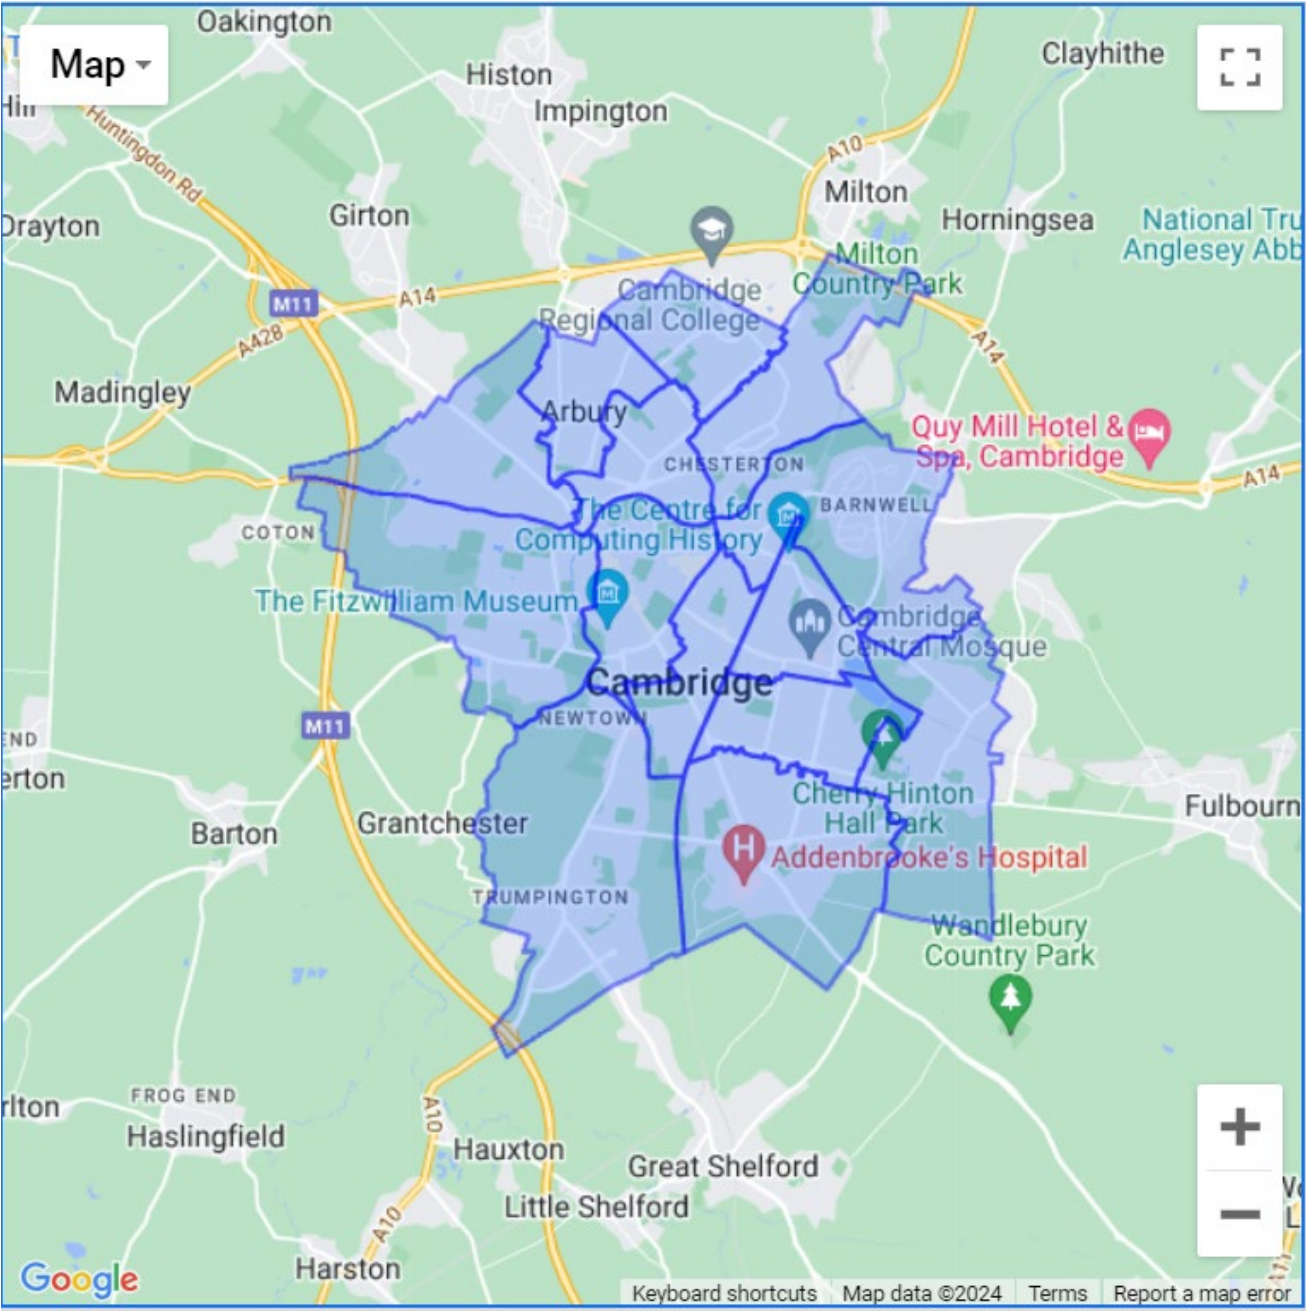 Oakington
Clayhithe
Map
Histon
Impington
Huntingdon Rd
A10
Milton
Drayton
Girton
Horningsea
National Tru
Anglesey Abb
Milton
Country Park
M11
A14
Cambridge
Regional College
A428
A14
Madingley
Arbury
Quy Mill Hotel &
Spa, Cambridge
CHESTERTON
A14
BARNWELL
COTON
The Centre for
Computing History
The Fitzwilliam Museum
Cambridge
Central Mosque
Cambridge
NEWTOWN
M11
END
erton
Cherry Hinton
Hall Park
Fulbourn
Barton
Grantchester
Addenbrooke's Hospital
TRUMPINGTON
Wandlebury
Country Park
FROG END
rlton
Haslingfield
A10
Hauxton
Great Shelford
Little Shelford
A10
Harston
Google
Keyboard shortcuts
Map data ©2024
Terms
Report a map error